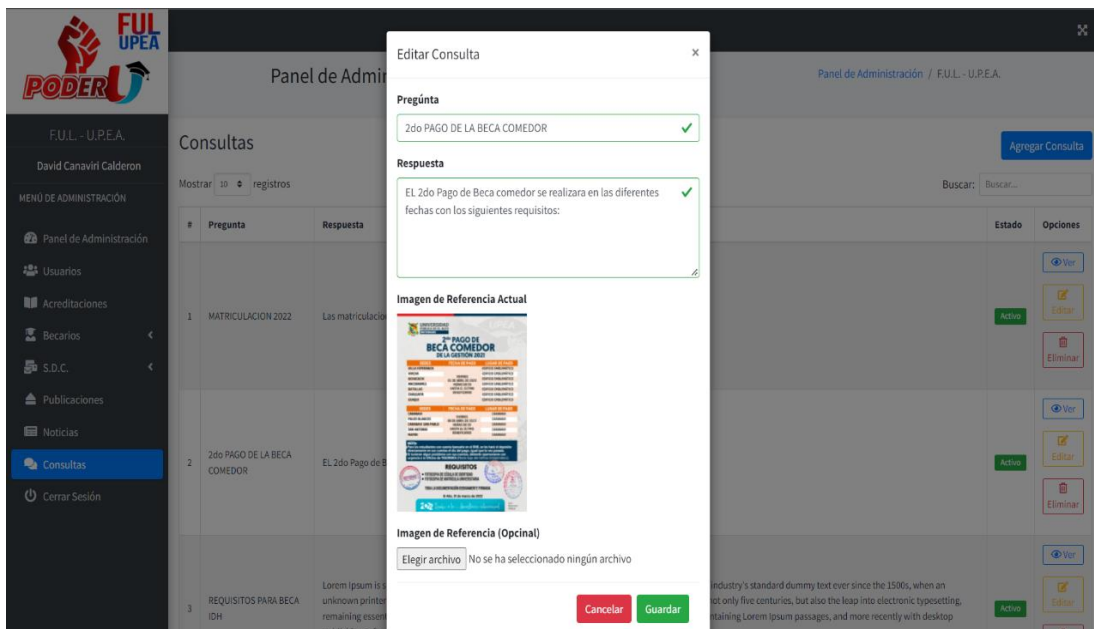 FUL
UPEA
PODER U
F.U.L. - U.P.E.A.
David Canaviri Calderon
MENÚ DE ADMINISTRACIÓN
Panel de Administración
Usuarios
Acreditaciones
Becarios
S.D.C.
Publicaciones
Noticias
Consultas
Cerrar Sesión
Panel de Admi
Panel de Administración / F.U.L. - U.P.E.A.
Consultas
Agregar Consulta
Mostrar 10 registros
Buscar: Buscar...
# Pregunta Respuesta Estado Opciones
1 MATRICULACION 2022 Las matriculacio Activo
Ver
Editar
Eliminar
2 2do PAGO DE LA BECA COMEDOR EL 2do Pago de B Activo
Ver
Editar
Eliminar
3 REQUISITOS PARA BECA IDH Activo
Lorem Ipsum is s industry's standard dummy text ever since the 1500s, when an
unknown printer not only five centuries, but also the leap into electronic typesetting,
remaining essent ntaining Lorem Ipsum passages, and more recently with desktop
Ver
Editar
Editar Consulta ×
Pregúnta
2do PAGO DE LA BECA COMEDOR
Respuesta
EL 2do Pago de Beca comedor se realizara en las diferentes
fechas con los siguientes requisitos:
Imagen de Referencia Actual
UNIVERSIDAD
2do PAGO DE
BECA COMEDOR
DE LA GESTIÓN 2021
REQUISITOS
Imagen de Referencia (Opcinal)
Elegir archivo No se ha seleccionado ningún archivo
Cancelar
Guardar